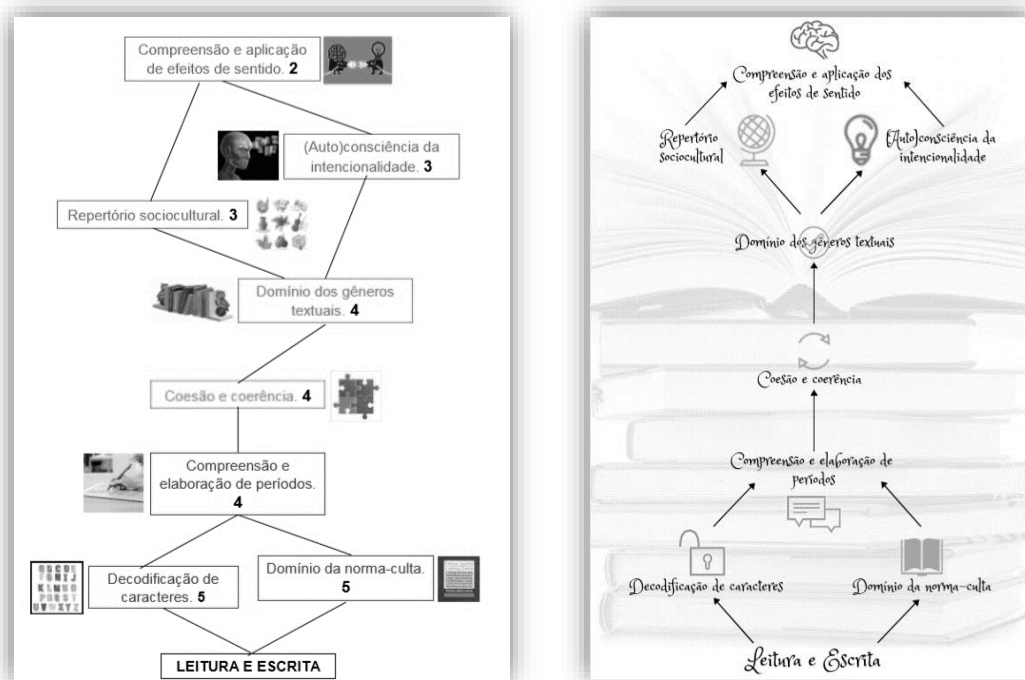 Compreensão e aplicação
de efeitos de sentido. 2
(Auto)consciência da
intencionalidade. 3
Repertório sociocultural. 3
Domínio dos gêneros
textuais. 4
Coesão e coerência. 4
Compreensão e
elaboração de períodos.
4
Decodificação de
caracteres. 5
Domínio da norma-culta.
5
LEITURA E ESCRITA
Compreensão e aplicação dos
efeitos de sentido
Repertório
sociocultural
(Auto)consciência da
intencionalidade
Domínio dos gêneros textuais
Coesão e coerência
Compreensão e elaboração de
períodos
Decodificação de caracteres
Domínio da norma-culta
Leitura e Escrita